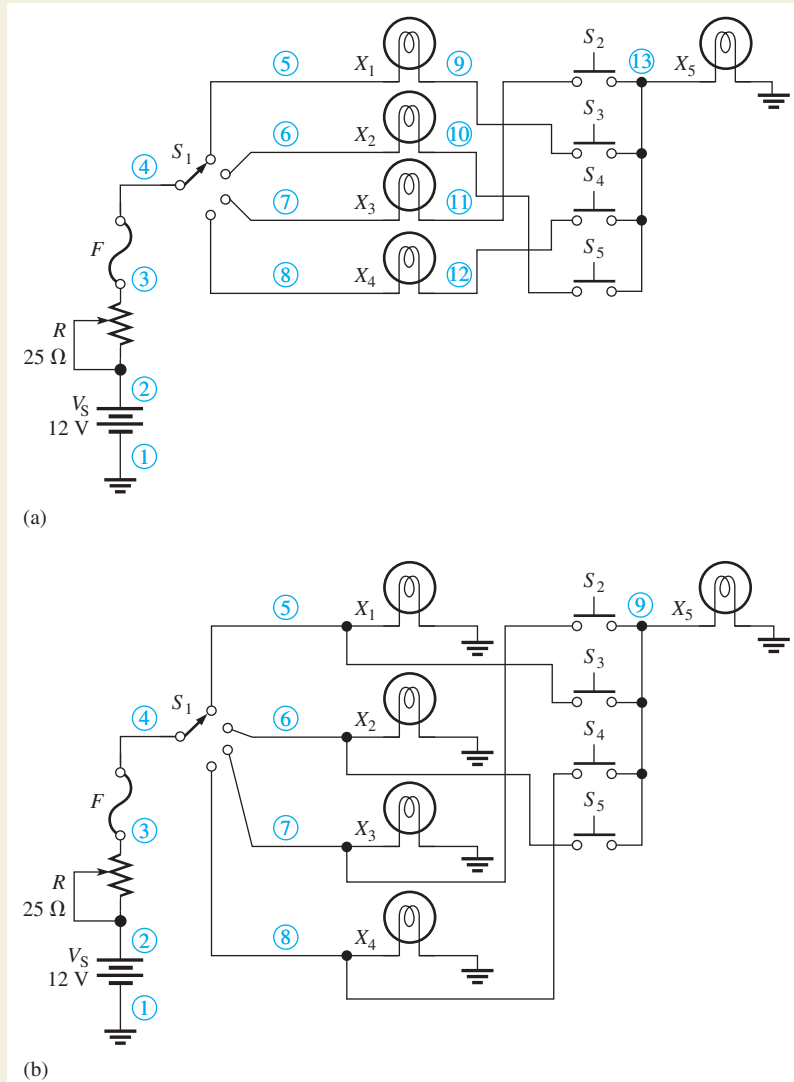 ⑤ X₁ ⑨ S₂ ⑬ X₅
S₃
④ S₁ ⑥ X₂ ⑩
S₄
⑦ X₃ ⑪
F S₅
③ ⑧ X₄ ⑫
R
25 Ω
②
V_S
12 V
①
(a)
⑤ X₁ S₂ ⑨ X₅
S₃
④ S₁ ⑥ X₂
S₄
F S₅
③ ⑦ X₃
R
25 Ω
② ⑧ X₄
V_S
12 V
①
(b)